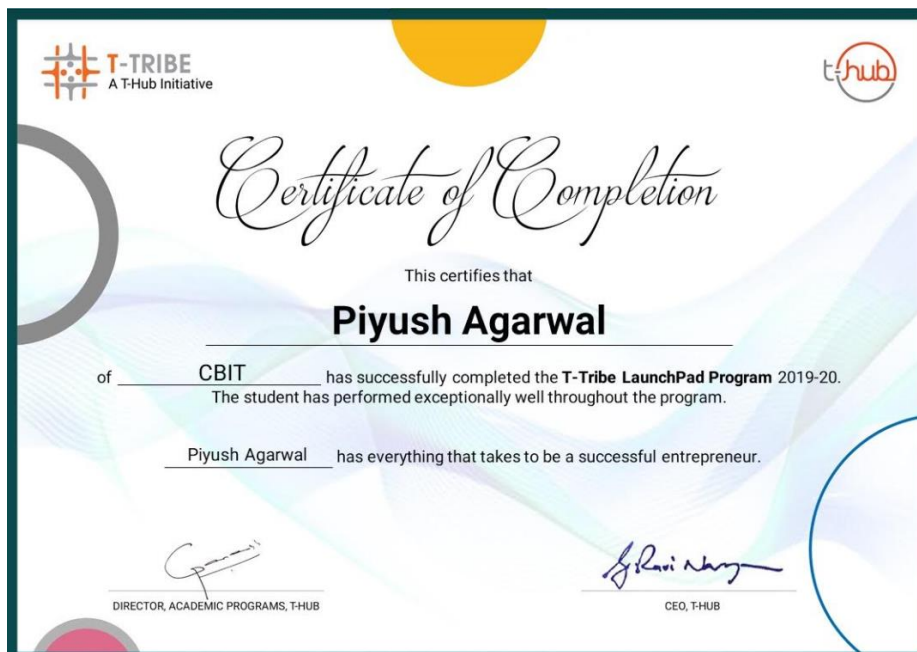 T-TRIBE
A T-Hub Initiative
t-hub
Certificate of Completion
This certifies that
Piyush Agarwal
of CBIT has successfully completed the T-Tribe LaunchPad Program 2019-20.
The student has performed exceptionally well throughout the program.
Piyush Agarwal has everything that takes to be a successful entrepreneur.
DIRECTOR, ACADEMIC PROGRAMS, T-HUB
CEO, T-HUB